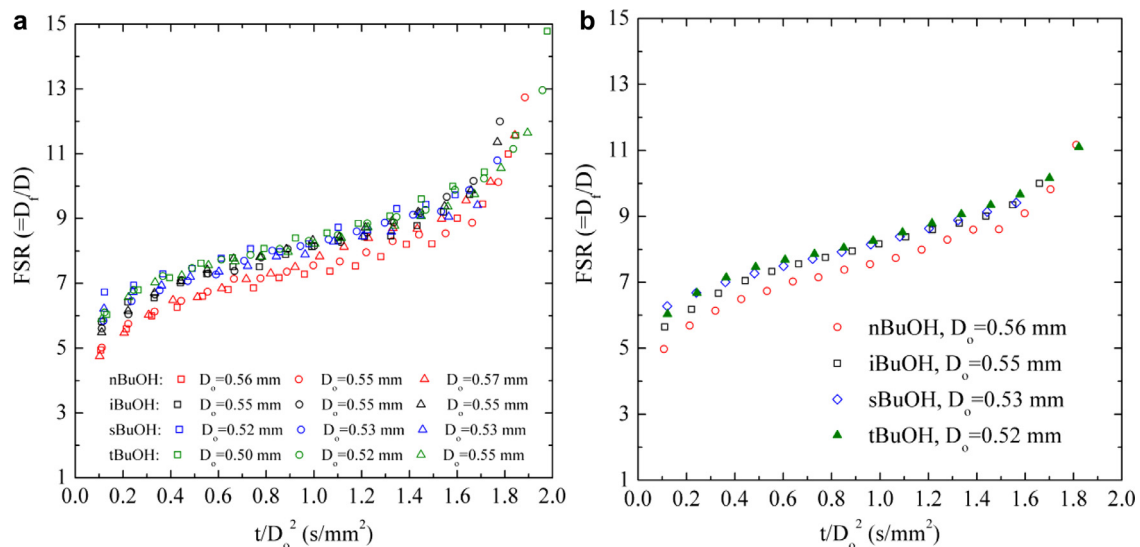 a
15
13
11
9
7
5
3
1
FSR (=D_f/D)
nBuOH: D_o=0.56 mm D_o=0.55 mm D_o=0.57 mm
iBuOH: D_o=0.55 mm D_o=0.55 mm D_o=0.55 mm
sBuOH: D_o=0.52 mm D_o=0.53 mm D_o=0.53 mm
tBuOH: D_o=0.50 mm D_o=0.52 mm D_o=0.55 mm
0.0 0.2 0.4 0.6 0.8 1.0 1.2 1.4 1.6 1.8 2.0
t/D_o^2 (s/mm^2)
b
15
13
11
9
7
5
3
1
FSR (=D_f/D)
nBuOH, D_o=0.56 mm
iBuOH, D_o=0.55 mm
sBuOH, D_o=0.53 mm
tBuOH, D_o=0.52 mm
0.0 0.2 0.4 0.6 0.8 1.0 1.2 1.4 1.6 1.8 2.0
t/D_o^2 (s/mm^2)